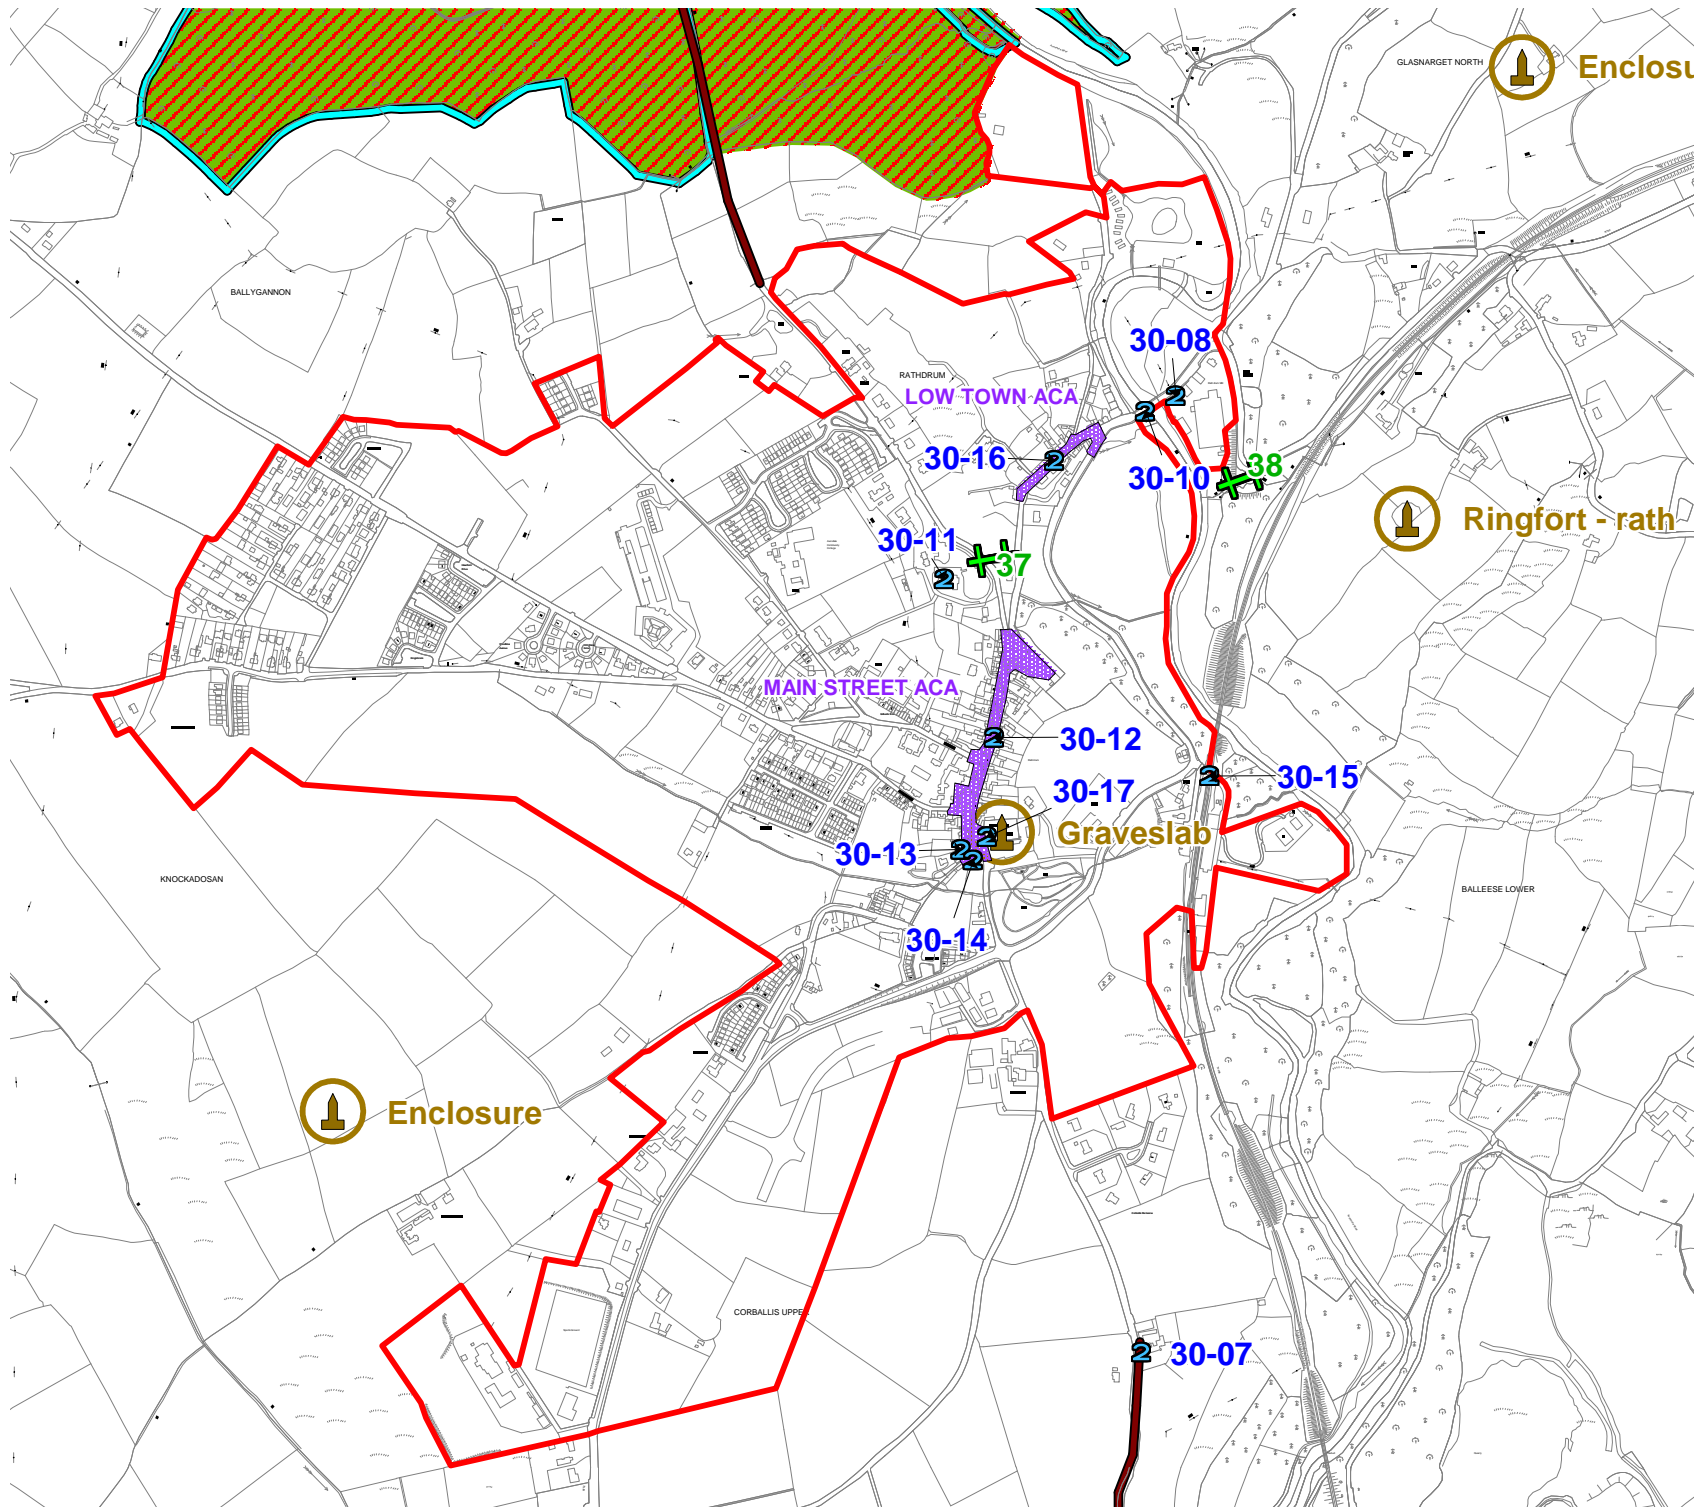 GLASNARGET NORTH
Enclosu
BALLYGANNON
30-08
RATHDRUM
LOW TOWN ACA
30-16
38
30-10
Ringfort - rath
30-11
37
MAIN STREET ACA
30-12
30-15
30-17
Graveslab
30-13
KNOCKADOSAN
BALLEESE LOWER
30-14
Enclosure
CORBALLIS UPPER
30-07